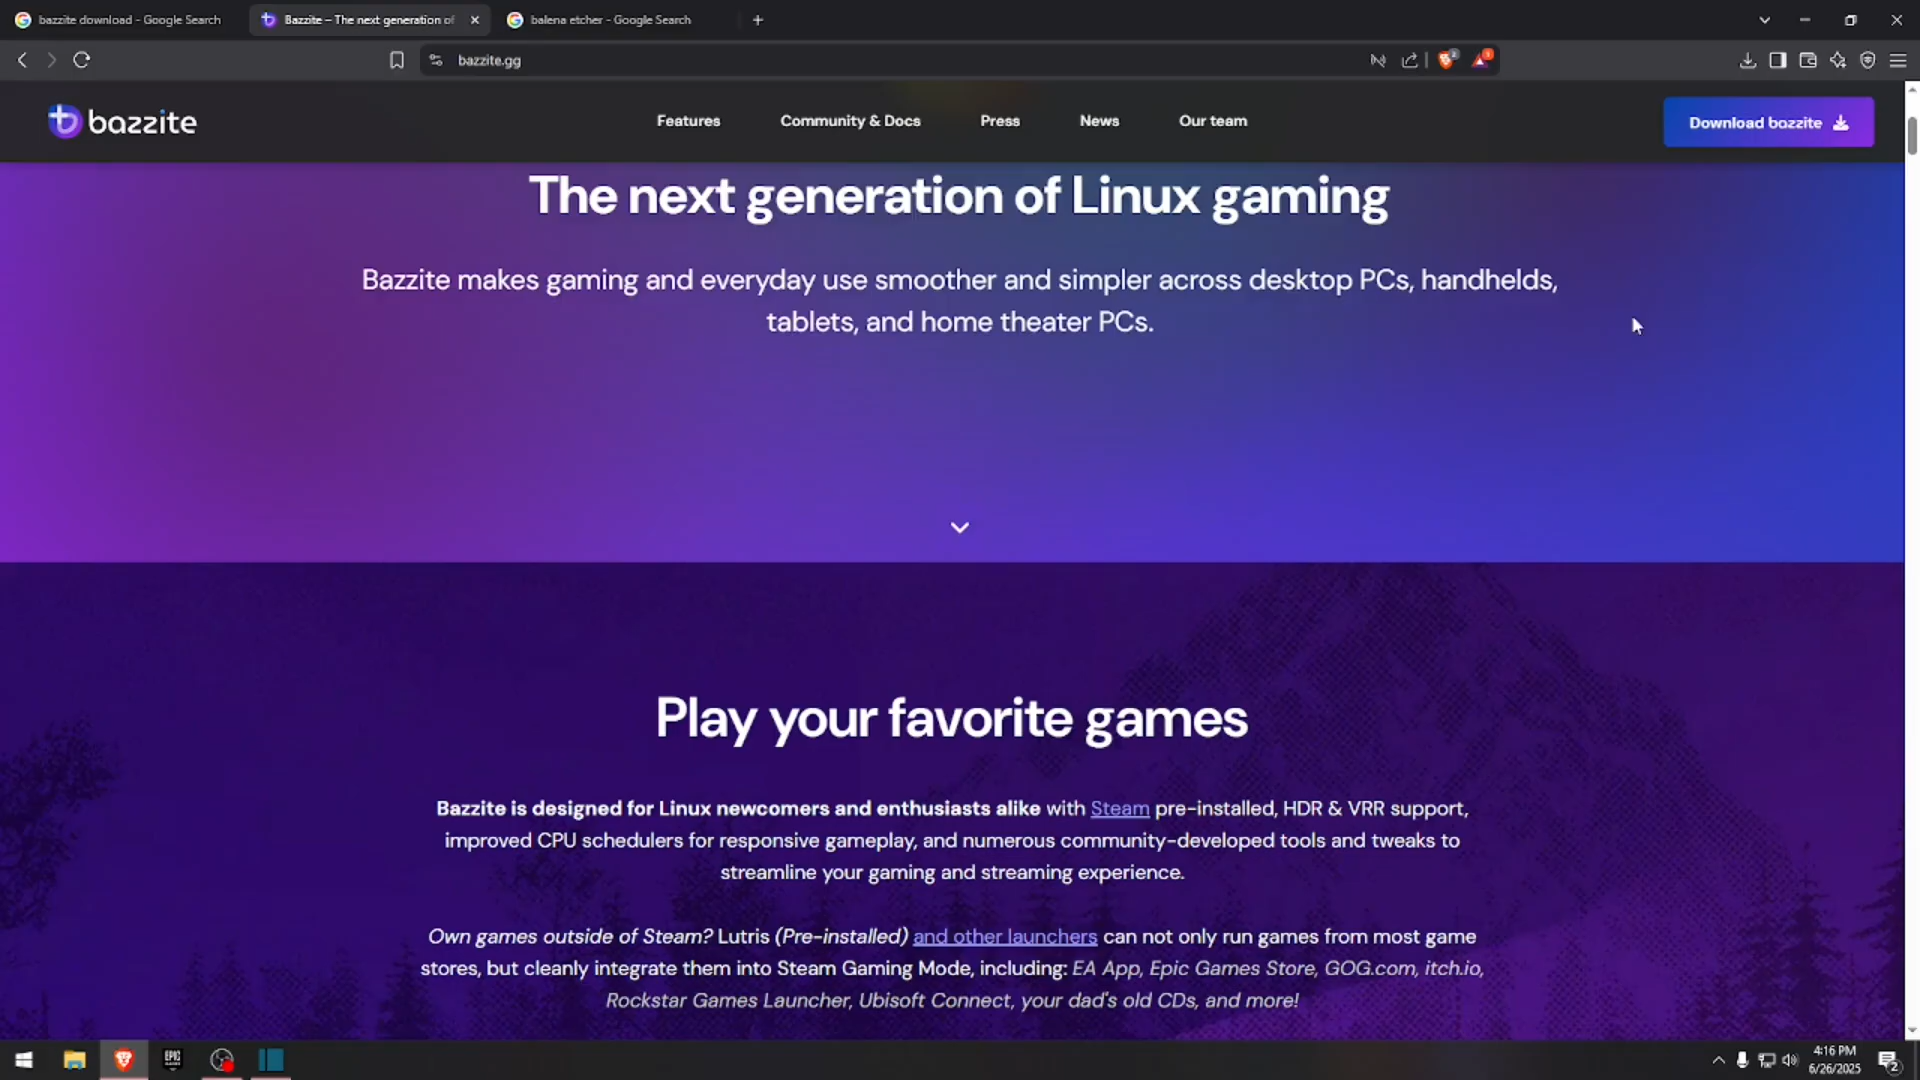 bazzite download - Google Search
Bazzite – The next generation of
balena etcher - Google Search
bazzite.gg
bazzite
Features
Community & Docs
Press
News
Our team
Download bazzite
The next generation of Linux gaming
Bazzite makes gaming and everyday use smoother and simpler across desktop PCs, handhelds,
tablets, and home theater PCs.
Play your favorite games
Bazzite is designed for Linux newcomers and enthusiasts alike with Steam pre-installed, HDR & VRR support,
improved CPU schedulers for responsive gameplay, and numerous community-developed tools and tweaks to
streamline your gaming and streaming experience.
Own games outside of Steam? Lutris (Pre-installed) and other launchers can not only run games from most game
stores, but cleanly integrate them into Steam Gaming Mode, including: EA App, Epic Games Store, GOG.com, itch.io,
Rockstar Games Launcher, Ubisoft Connect, your dad's old CDs, and more!
EPIC
4:16 PM
6/26/2025
2